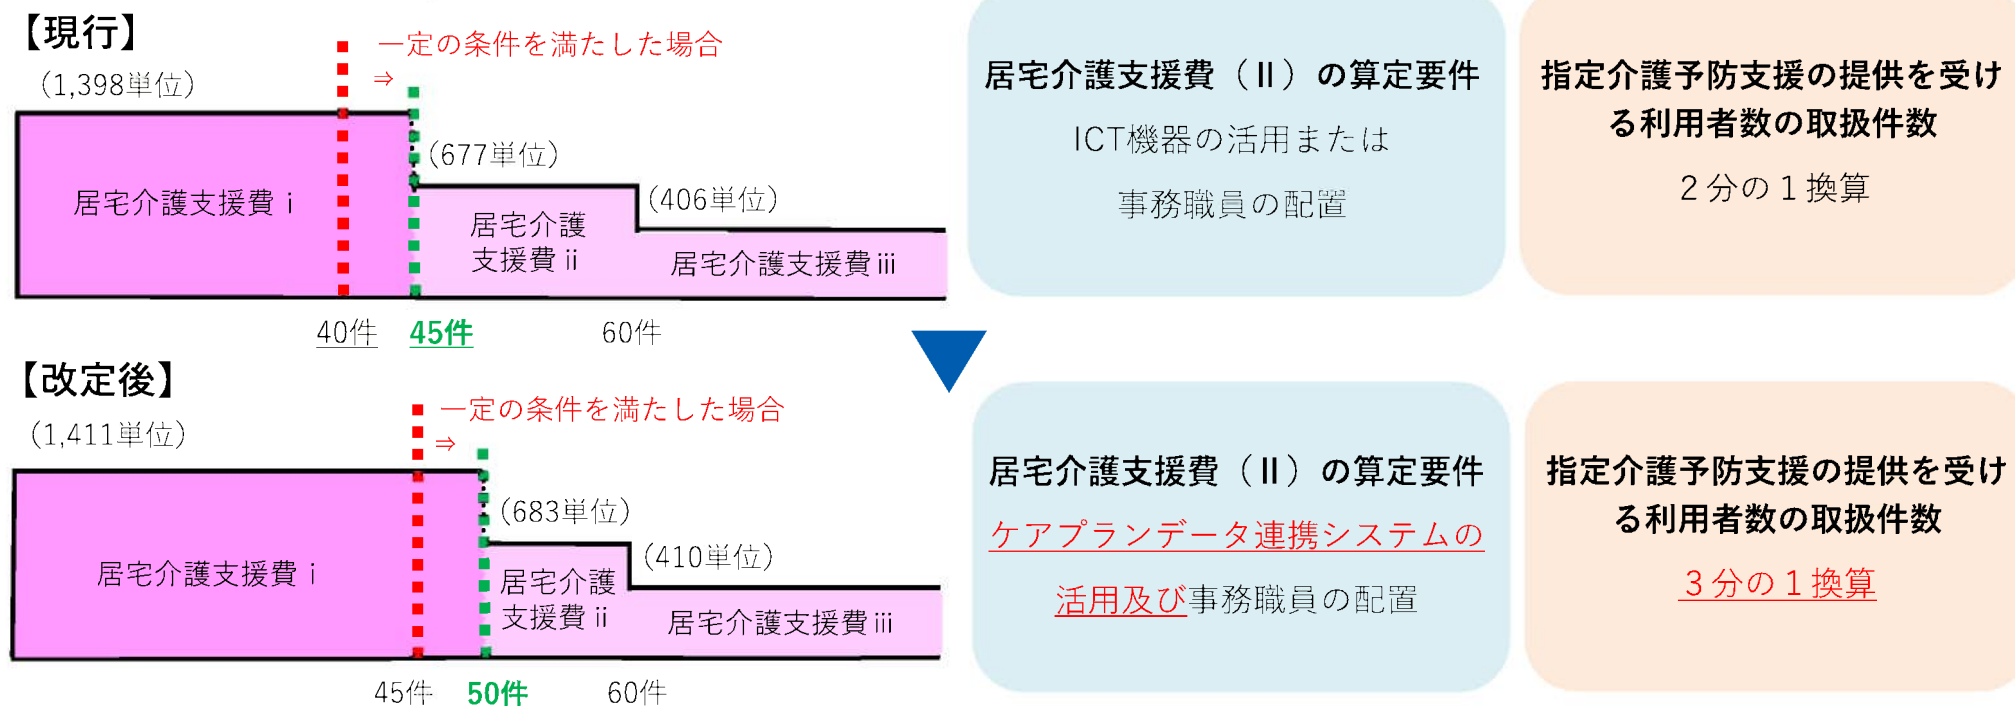 【現行】
一定の条件を満たした場合
⇒
（1,398単位）
（677単位）
（406単位）
居宅介護支援費ⅰ
居宅介護
支援費ⅱ
居宅介護支援費ⅲ
40件
45件
60件
居宅介護支援費（Ⅱ）の算定要件
ICT機器の活用または
事務職員の配置
指定介護予防支援の提供を受け
る利用者数の取扱件数
２分の１換算
【改定後】
一定の条件を満たした場合
⇒
（1,411単位）
（683単位）
（410単位）
居宅介護支援費ⅰ
居宅介護
支援費ⅱ
居宅介護支援費ⅲ
45件
50件
60件
居宅介護支援費（Ⅱ）の算定要件
ケアプランデータ連携システムの
活用及び事務職員の配置
指定介護予防支援の提供を受け
る利用者数の取扱件数
３分の１換算